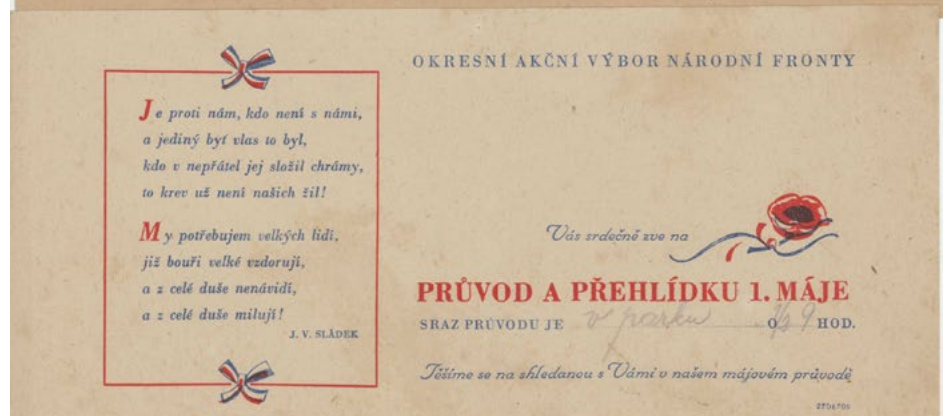 Je proti nám, kdo není s námi,
a jediný byť vlas to byl,
kdo v nepřátel jej složil chrámy,
to krev už není našich žil!
My potřebujem velkých lidí,
již bouři velké vzdorují,
a z celé duše nenávidí,
a z celé duše milují!
J. V. SLÁDEK
OKRESNÍ AKČNÍ VÝBOR NÁRODNÍ FRONTY
Vás srdečně zve na
PRŮVOD A PŘEHLÍDKU 1. MÁJE
SRAZ PRŮVODU JE v parku O 1/2 9 HOD.
Těšíme se na shledanou s Vámi v našem májovém průvodě